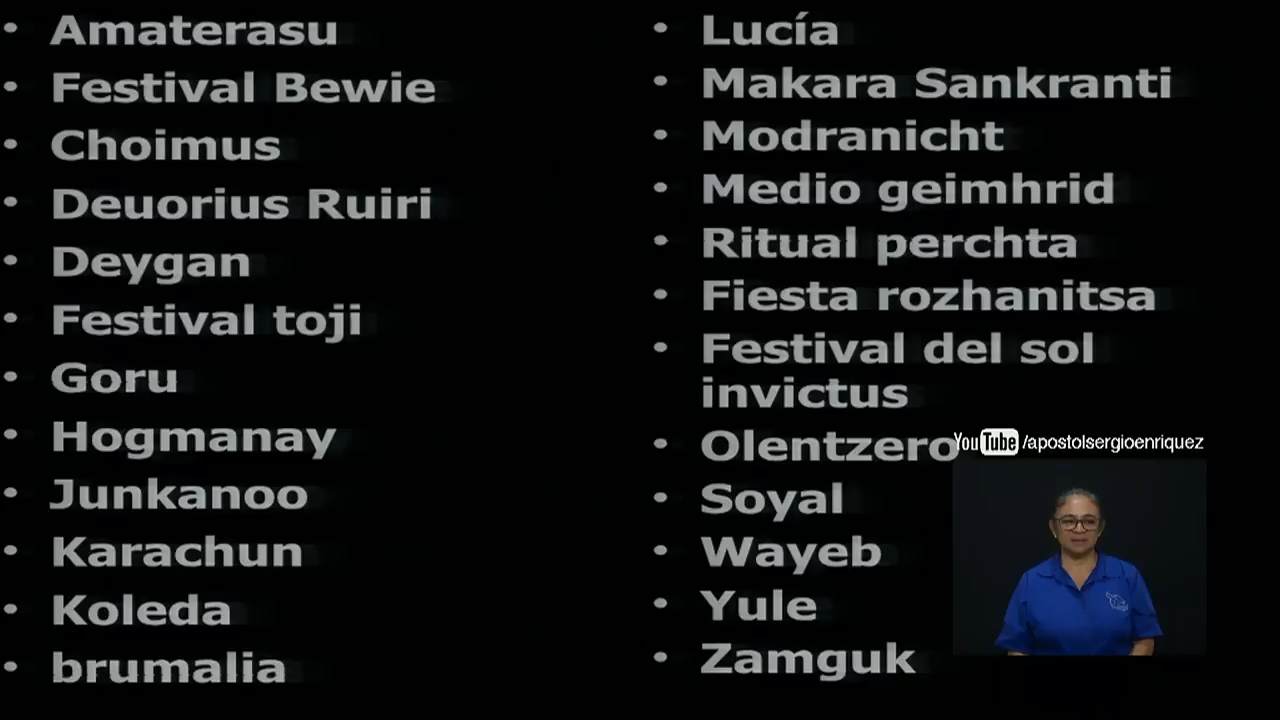 • Amaterasu
• Festival Bewie
• Choimus
• Deuorius Ruiri
• Deygan
• Festival toji
• Goru
• Hogmanay
• Junkanoo
• Karachun
• Koleda
• brumalia
• Lucía
• Makara Sankranti
• Modranicht
• Medio geimhrid
• Ritual perchta
• Fiesta rozhanitsa
• Festival del sol
invictus
• Olentzero
• Soyal
• Wayeb
• Yule
• Zamguk
YouTube /apostolsergioenriquez